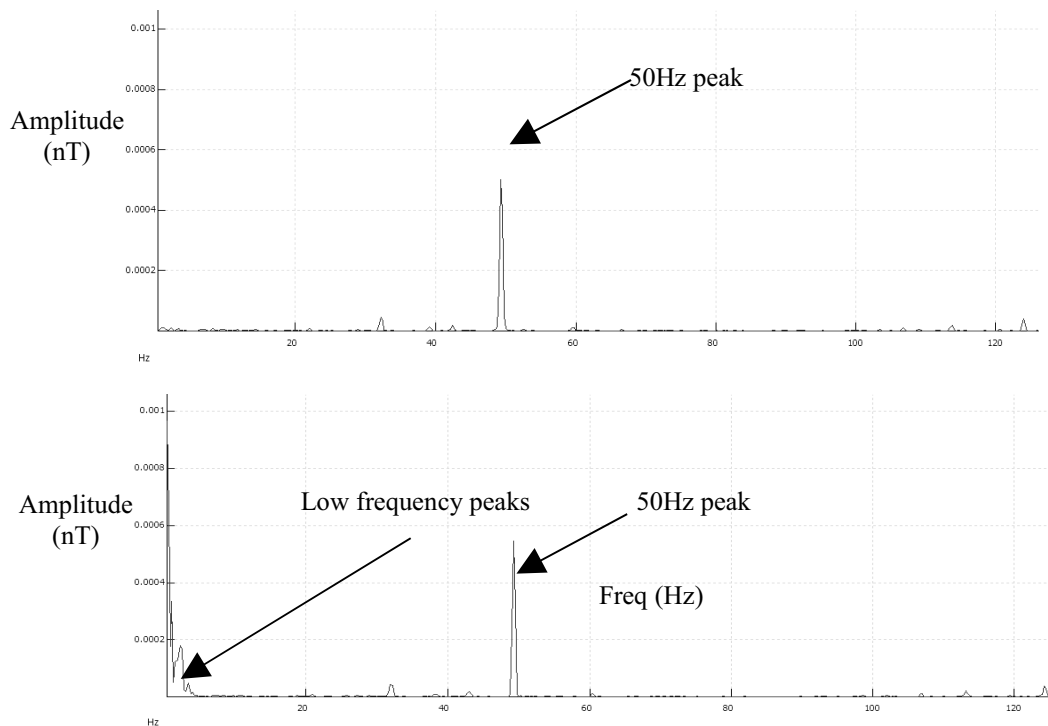 0.001
50Hz peak
0.0008
Amplitude
(nT)
0.0006
0.0004
0.0002
20 40 60 80 100 120
Hz
0.001
0.0008
Amplitude
(nT)
Low frequency peaks 50Hz peak
0.0006
0.0004
Freq (Hz)
0.0002
20 40 60 80 100 120
Hz